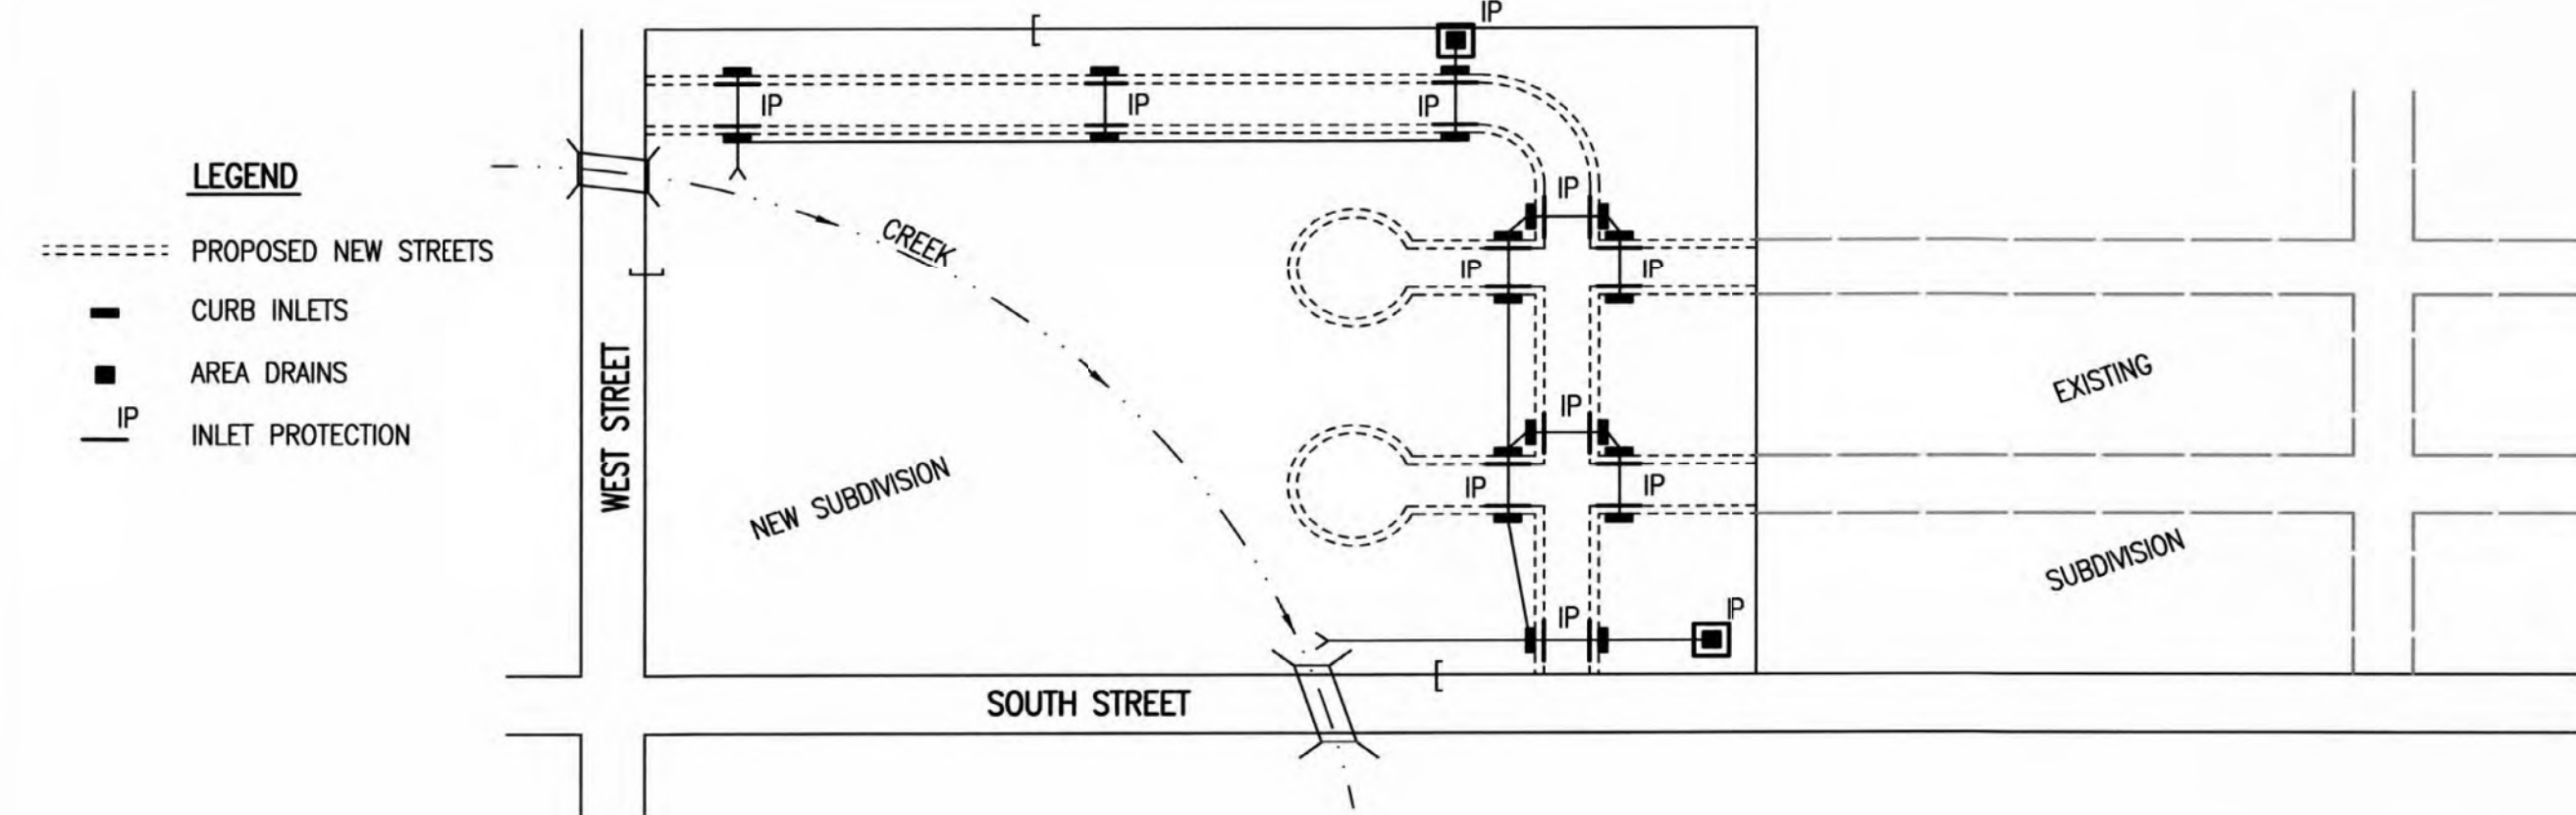 IP
IP
IP
IP
LEGEND
PROPOSED NEW STREETS
CURB INLETS
AREA DRAINS
IP
INLET PROTECTION
WEST STREET
CREEK
NEW SUBDIVISION
IP
IP
IP
IP
IP
IP
IP
IP
EXISTING
SUBDIVISION
SOUTH STREET